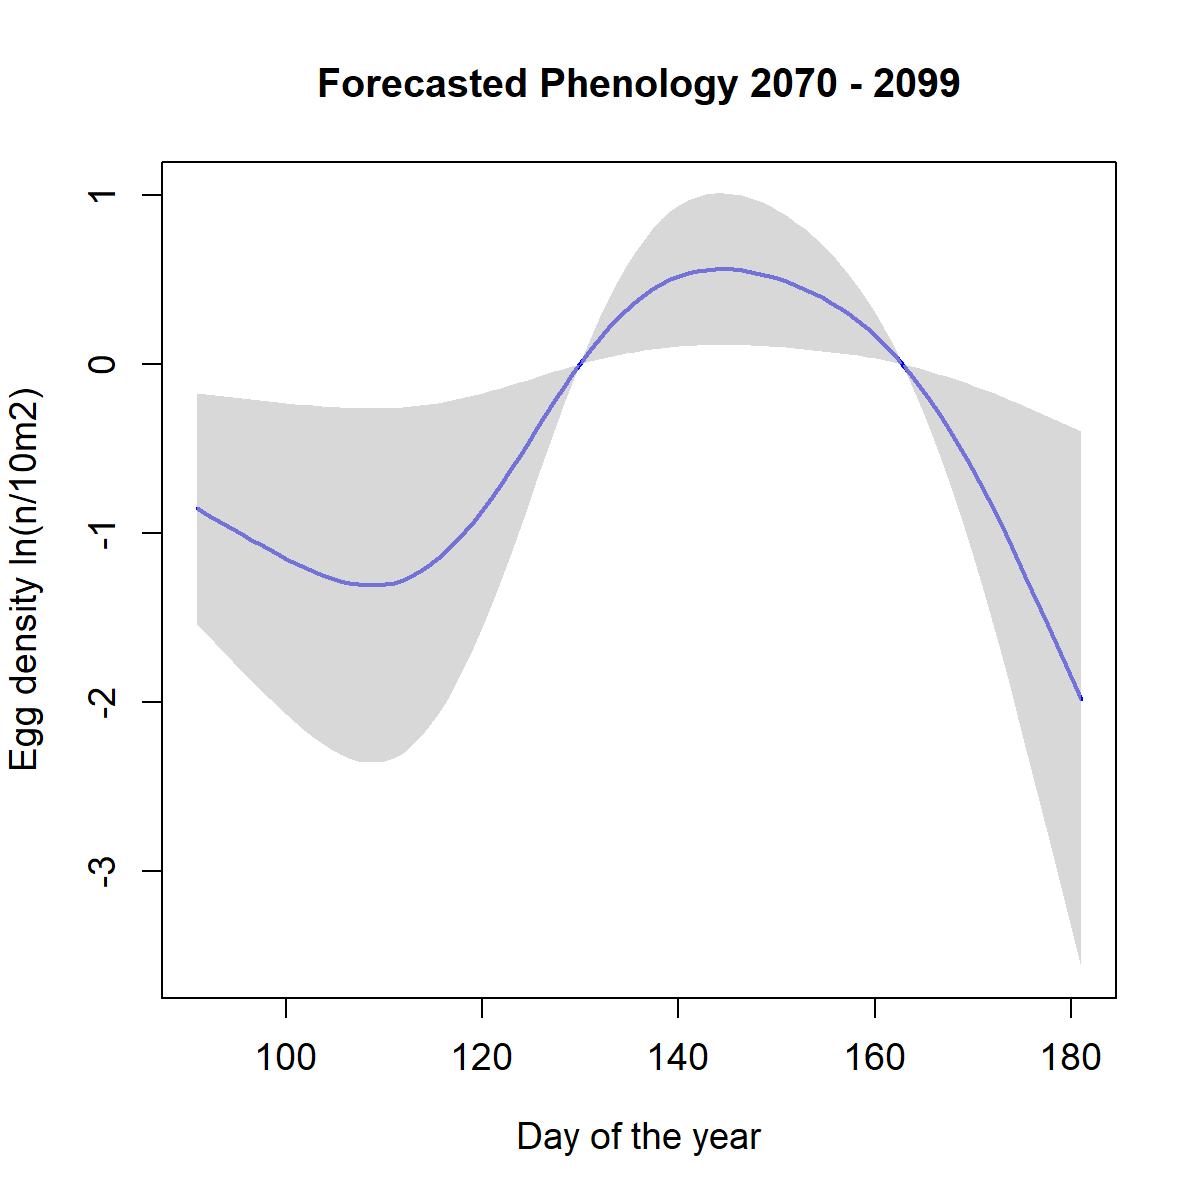 Forecasted Phenology 2070 - 2099
Egg density ln(n/10m2)
1
0
-1
-2
-3
100 120 140 160 180
Day of the year